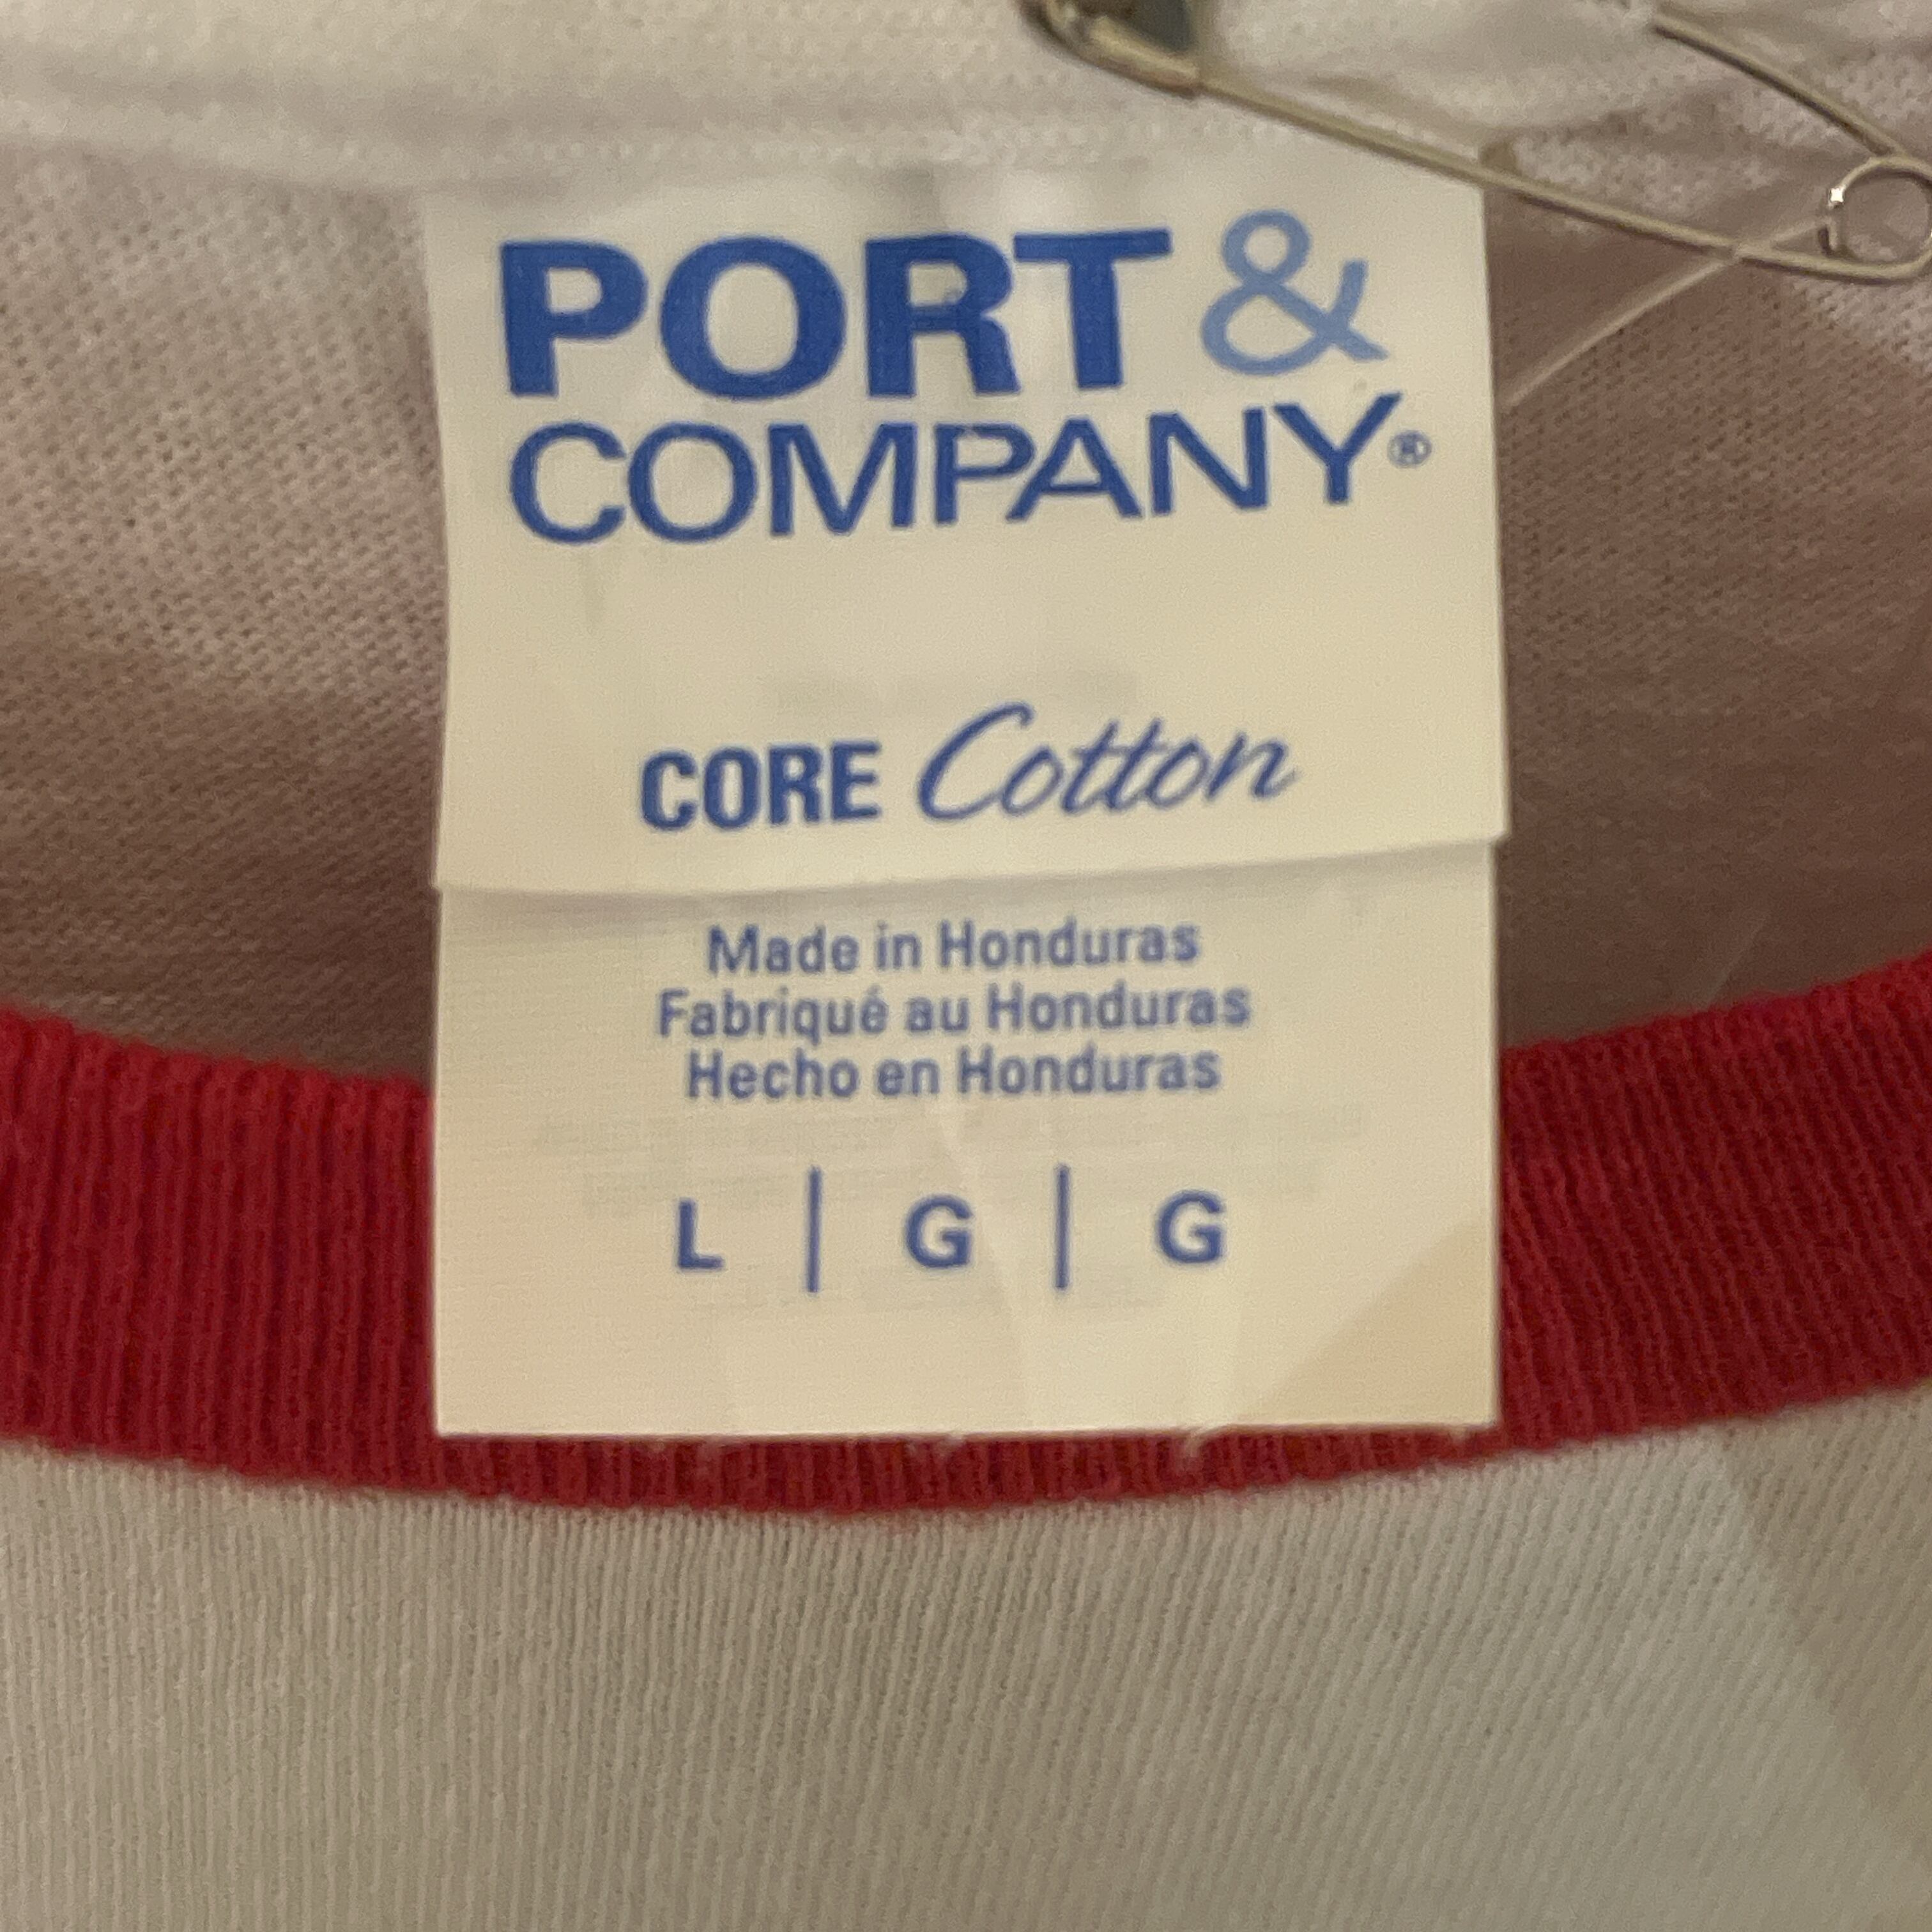 PORT &
COMPANY®
CORE Cotton
Made in Honduras
Fabriqué au Honduras
Hecho en Honduras
L | G | G